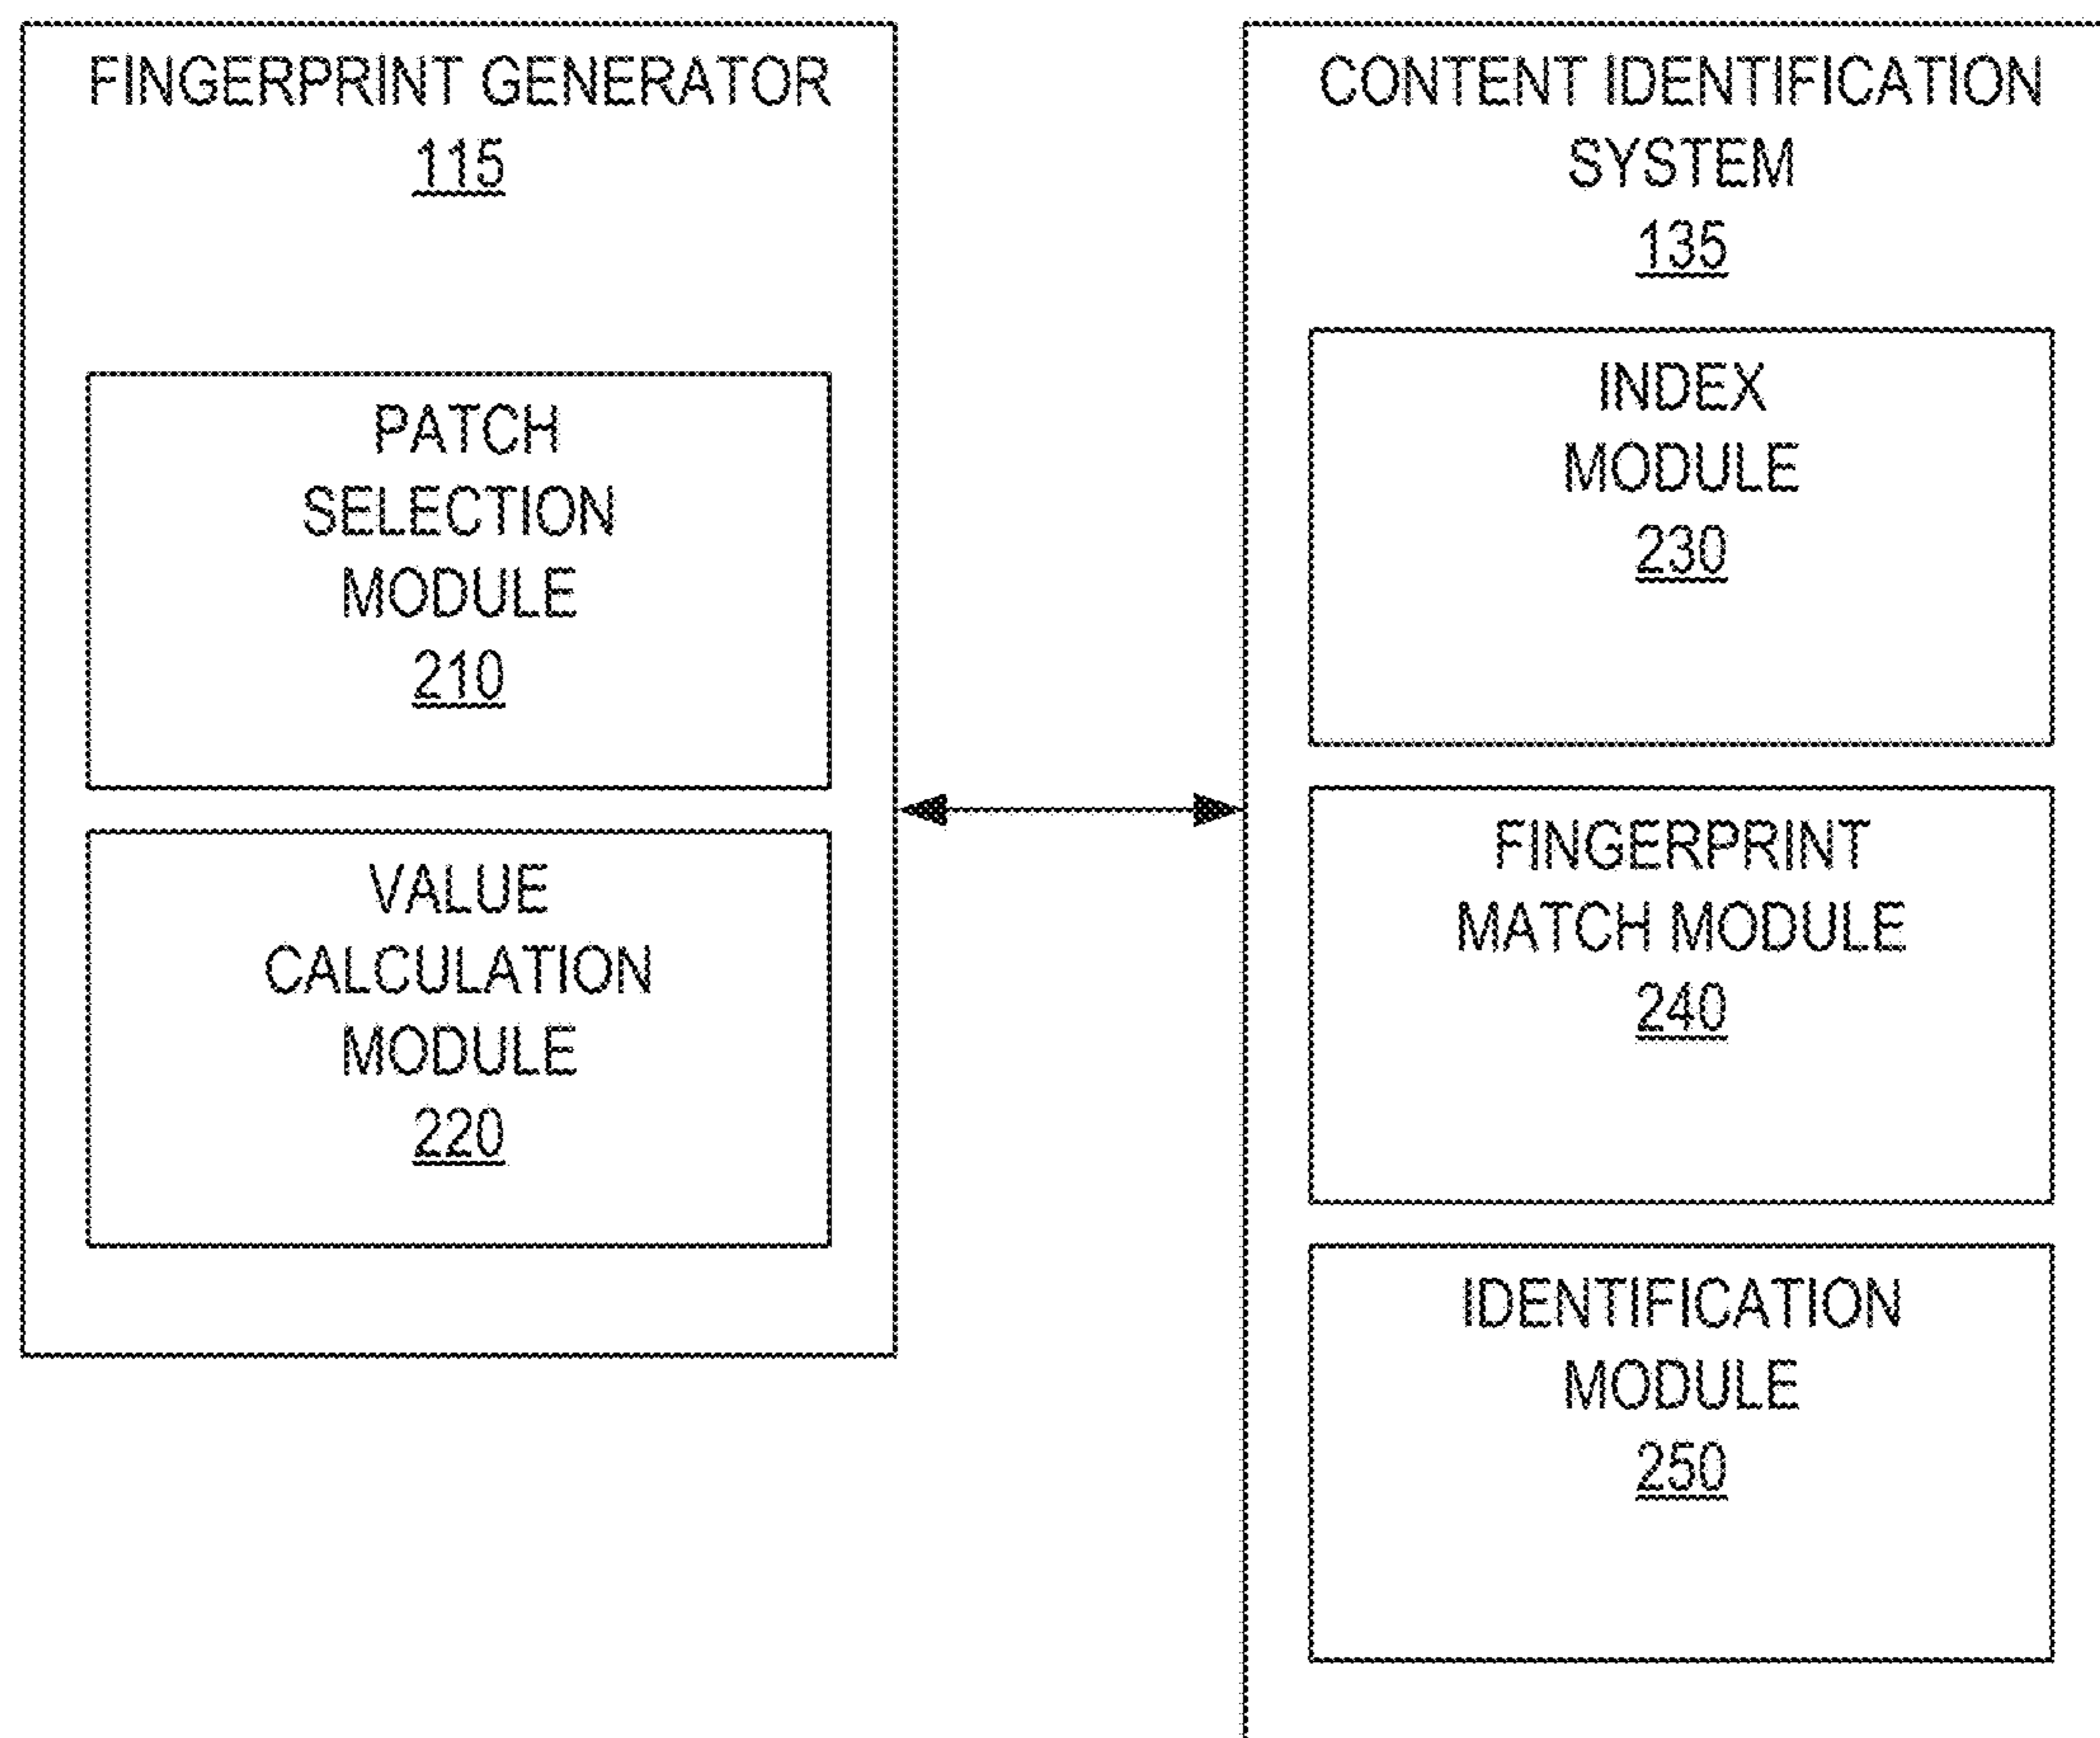 FINGERPRINT GENERATOR
115
PATCH
SELECTION
MODULE
210
VALUE
CALCULATION
MODULE
220
CONTENT IDENTIFICATION
SYSTEM
135
INDEX
MODULE
230
FINGERPRINT
MATCH MODULE
240
IDENTIFICATION
MODULE
250